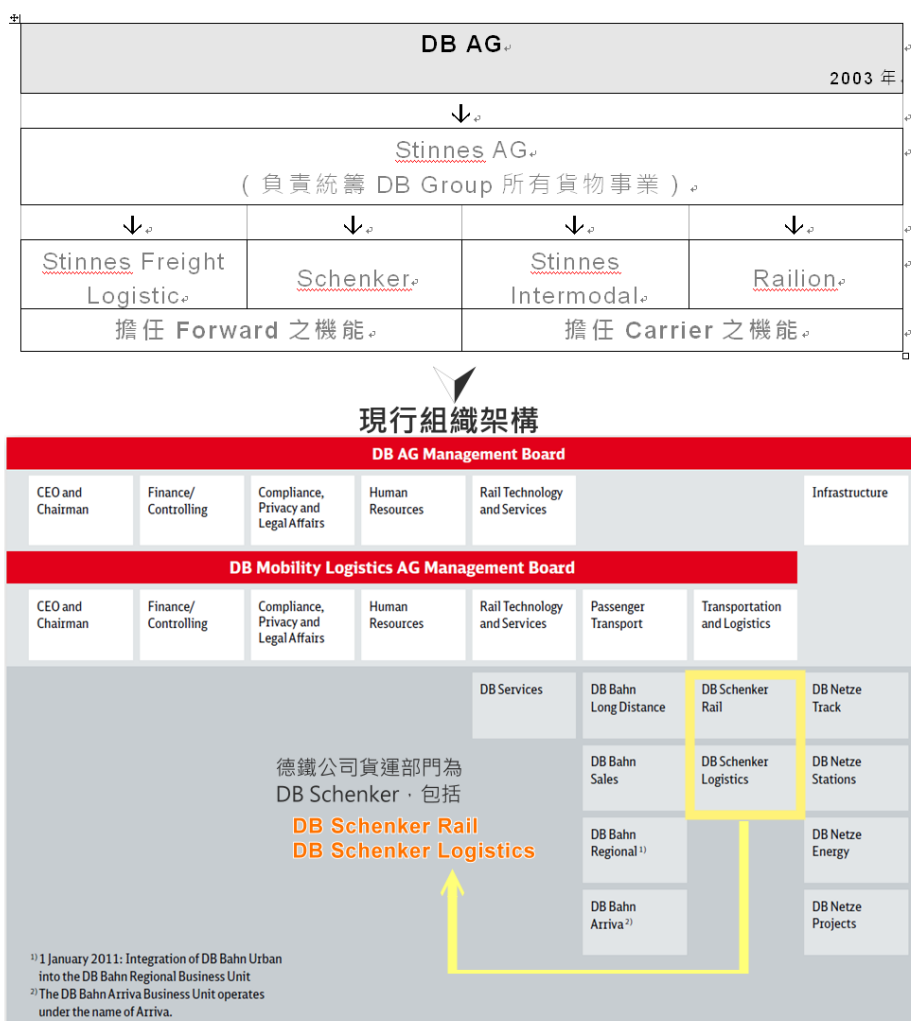 DB AG
2003 年
Stinnes AG
( 負責統籌 DB Group 所有貨物事業 )
Stinnes Freight
Logistic
Schenker
Stinnes
Intermodal
Railion
擔任 Forward 之機能
擔任 Carrier 之機能
現行組織架構
DB AG Management Board
CEO and
Chairman
Finance/
Controlling
Compliance,
Privacy and
Legal Affairs
Human
Resources
Rail Technology
and Services
Infrastructure
DB Mobility Logistics AG Management Board
CEO and
Chairman
Finance/
Controlling
Compliance,
Privacy and
Legal Affairs
Human
Resources
Rail Technology
and Services
Passenger
Transport
Transportation
and Logistics
DB Services
DB Bahn
Long Distance
DB Schenker
Rail
DB Netze
Track
DB Bahn
Sales
DB Schenker
Logistics
DB Netze
Stations
德鐵公司貨運部門為
DB Schenker，包括
DB Schenker Rail
DB Schenker Logistics
DB Bahn
Regional 1)
DB Netze
Energy
DB Bahn
Arriva 2)
DB Netze
Projects
1) 1 January 2011: Integration of DB Bahn Urban
into the DB Bahn Regional Business Unit
2) The DB Bahn Arriva Business Unit operates
under the name of Arriva.